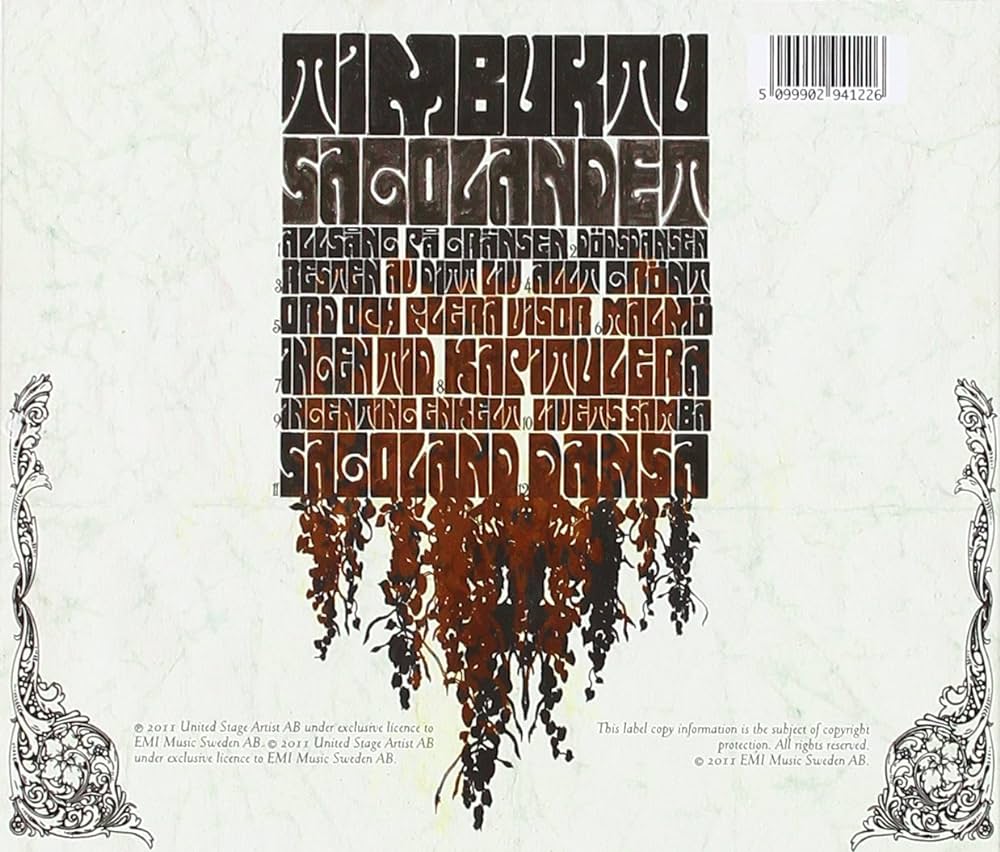 TIMBUKTU
5 099902 941226
SAGOLANDET
1 ALLSÅNG PÅ GRÄNSEN 2 DÖDSDANSEN
3 RESTEN AV DITT LIV 4 ALLT GRÖNT
5 ORD OCH FLERA VISOR 6 MALMÖ
7 INGEN TID 8 KAPITULERA
9 INGENTING ENKELT 10 LIVETS SAMBA
11 SAGOLAND 12 DANSA
℗ 2011 United Stage Artist AB under exclusive licence to
EMI Music Sweden AB. © 2011 United Stage Artist AB
under exclusive licence to EMI Music Sweden AB.
This label copy information is the subject of copyright
protection. All rights reserved.
© 2011 EMI Music Sweden AB.